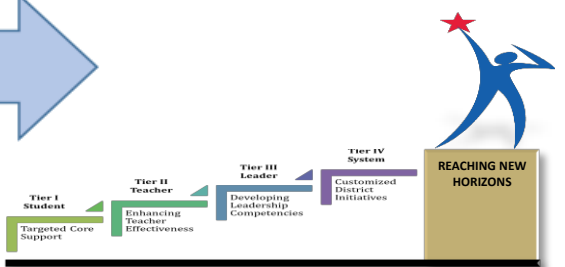 Tier I
Student
Targeted Core
Support
Tier II
Teacher
Enhancing
Teacher
Effectiveness
Tier III
Leader
Developing
Leadership
Competencies
Tier IV
System
Customized
District
Initiatives
REACHING NEW
HORIZONS